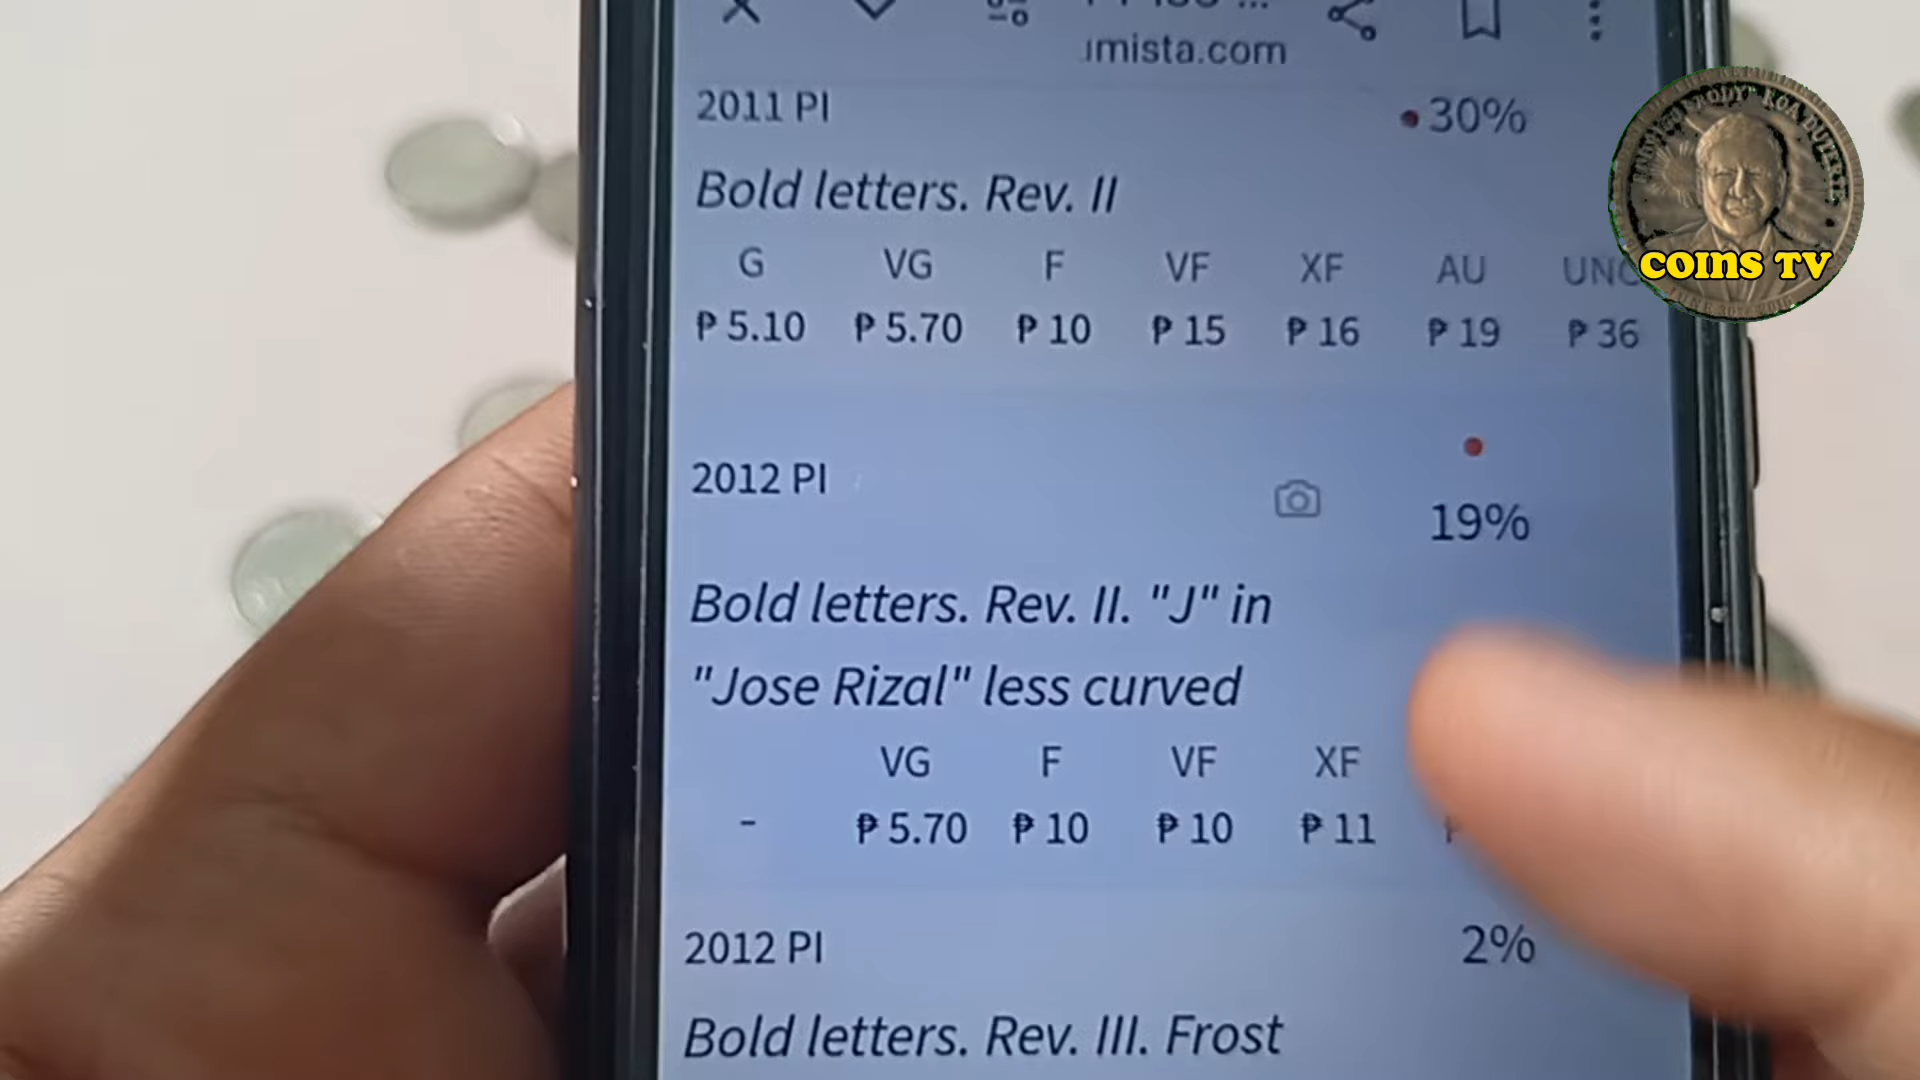 ımista.com
2011 PI
30%
Bold letters. Rev. II
G VG F VF XF AU UNC
₱ 5.10 ₱ 5.70 ₱ 10 ₱ 15 ₱ 16 ₱ 19 ₱ 36
2012 PI
19%
Bold letters. Rev. II. "J" in
"Jose Rizal" less curved
VG F VF XF
- ₱ 5.70 ₱ 10 ₱ 10 ₱ 11
2012 PI
2%
Bold letters. Rev. III. Frost
COINS TV